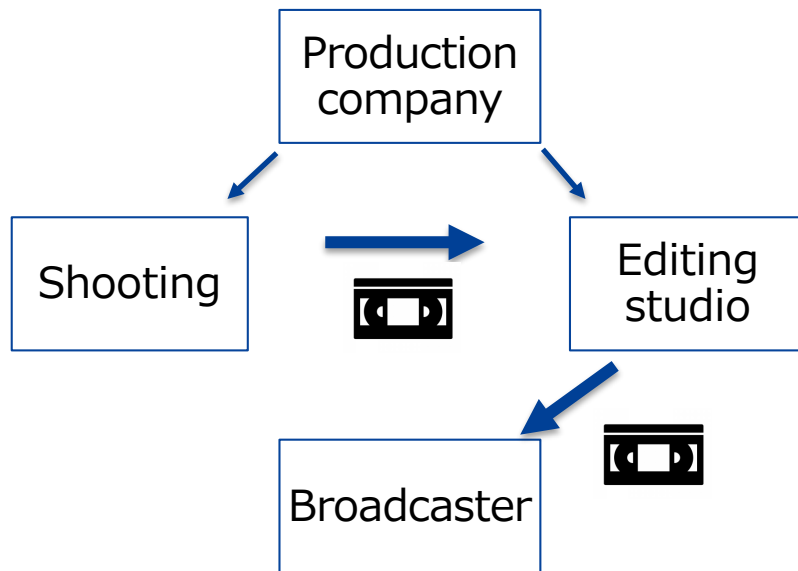 Production
company
Shooting
Editing
studio
Broadcaster